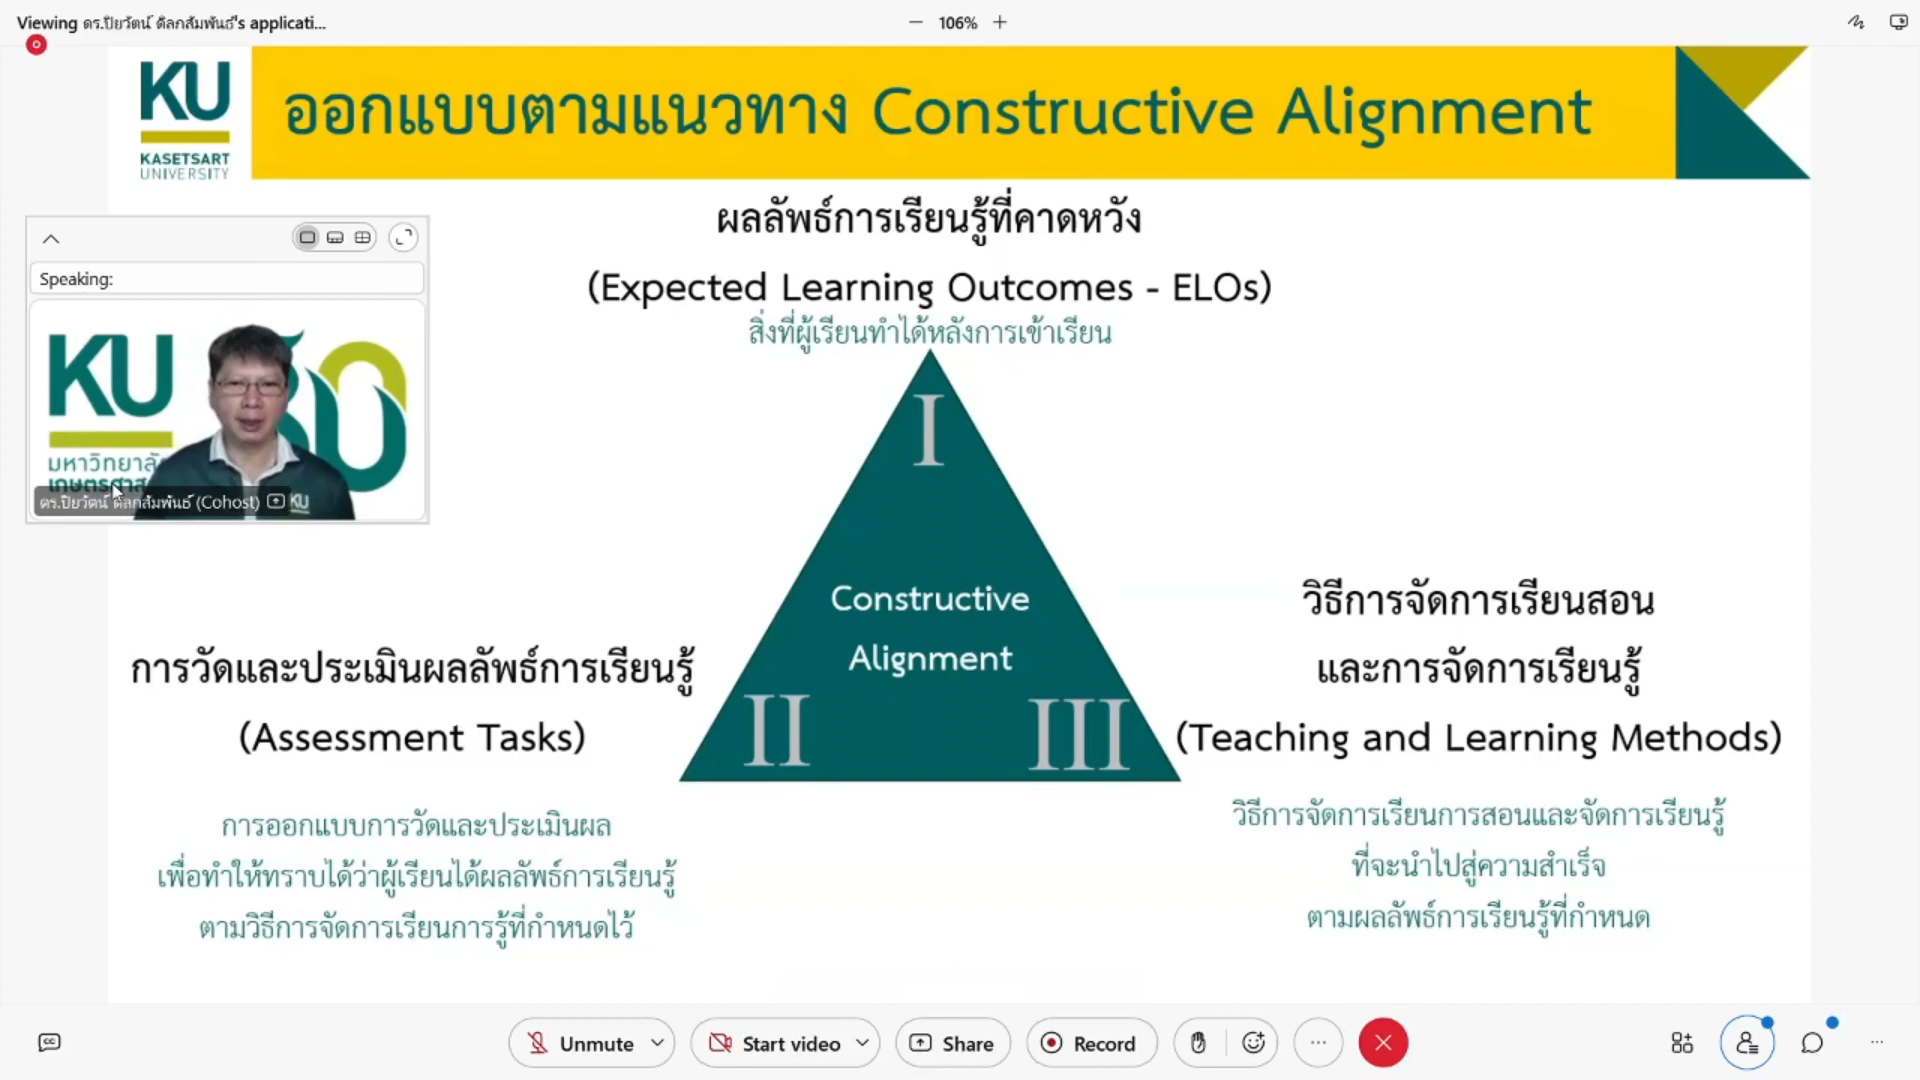 Viewing ดร.ปิยวัตน์ ดิลกสัมพันธ์'s applicati...
106%
KU
KASETSART
UNIVERSITY
ออกแบบตามแนวทาง Constructive Alignment
ผลลัพธ์การเรียนรู้ที่คาดหวัง
(Expected Learning Outcomes - ELOs)
สิ่งที่ผู้เรียนทำได้หลังการเข้าเรียน
Speaking:
KU
มหาวิทยาลัย
ดร.ปิยวัตน์ ดิลกสัมพันธ์ (Cohost)
KU
I
Constructive
Alignment
II
III
การวัดและประเมินผลลัพธ์การเรียนรู้
(Assessment Tasks)
การออกแบบการวัดและประเมินผล
เพื่อทำให้ทราบได้ว่าผู้เรียนได้ผลลัพธ์การเรียนรู้
ตามวิธีการจัดการเรียนการรู้ที่กำหนดไว้
วิธีการจัดการเรียนสอน
และการจัดการเรียนรู้
(Teaching and Learning Methods)
วิธีการจัดการเรียนการสอนและจัดการเรียนรู้
ที่จะนำไปสู่ความสำเร็จ
ตามผลลัพธ์การเรียนรู้ที่กำหนด
Unmute
Start video
Share
Record